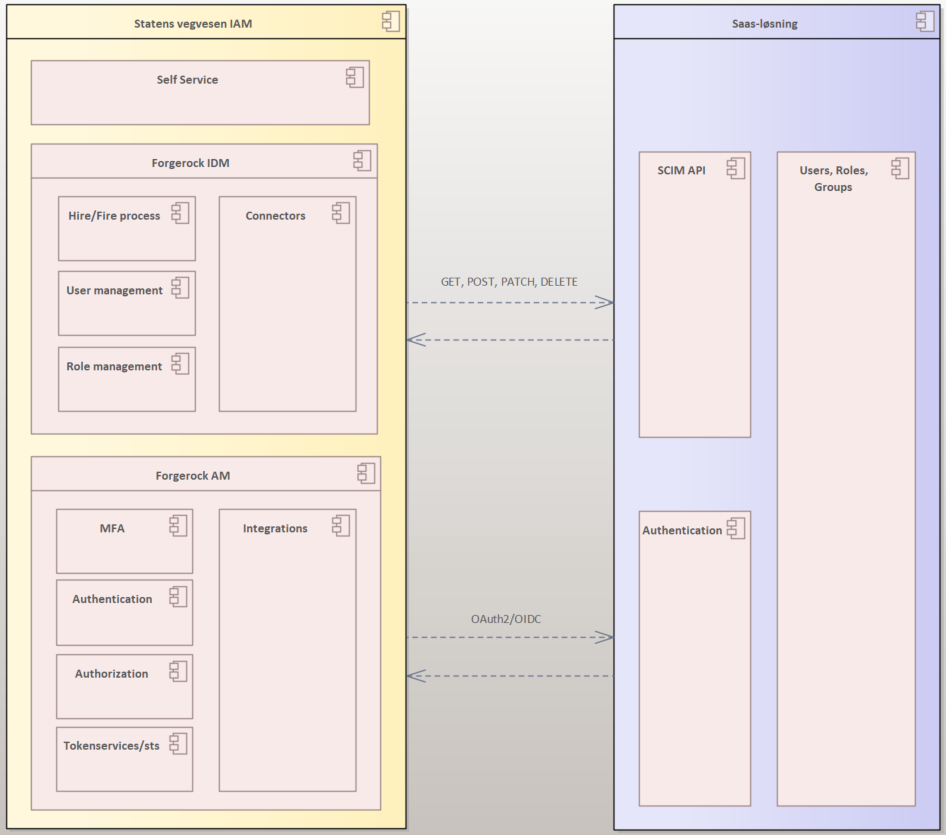 Statens vegvesen IAM
Self Service
Forgerock IDM
Hire/Fire process
User management
Role management
Connectors
Forgerock AM
MFA
Authentication
Authorization
Tokenservices/sts
Integrations
GET, POST, PATCH, DELETE
OAuth2/OIDC
Saas-løsning
SCIM API
Authentication
Users, Roles,
Groups